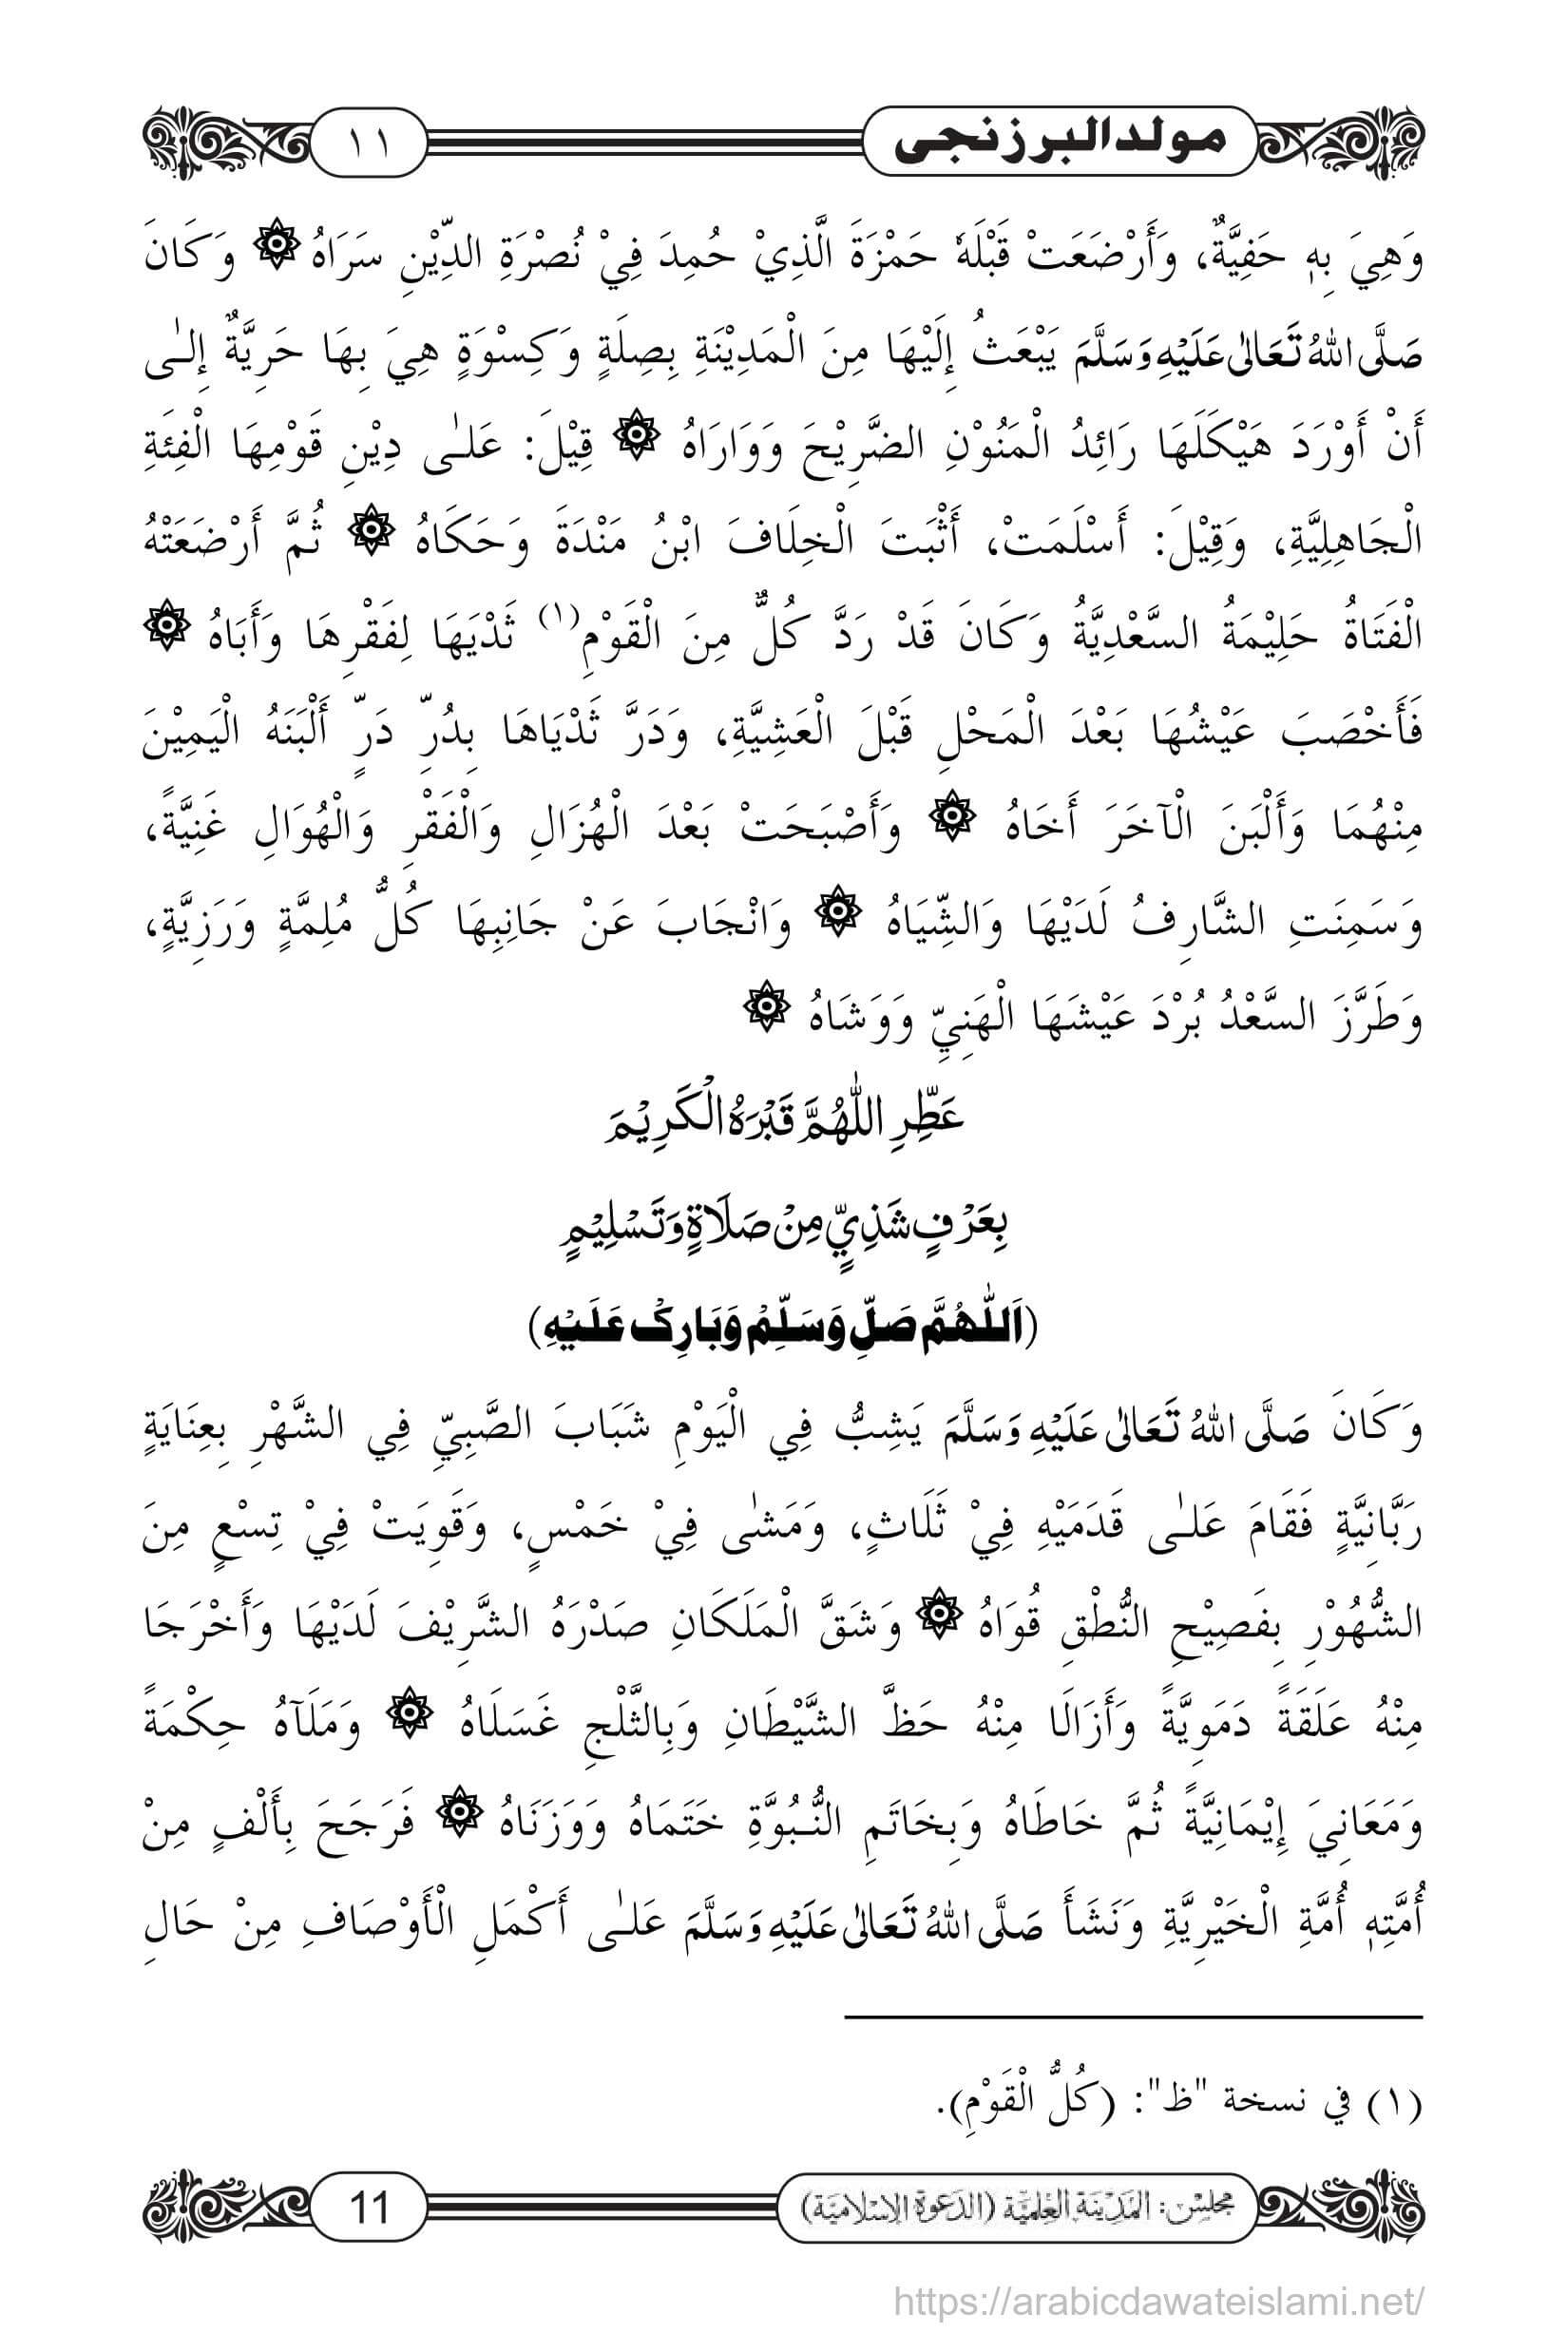 مولد البرزنجی
١١
وَهِيَ بِهٖ حَفِيَّةٌ، وَأَرْضَعَتْ قَبْلَهٗ حَمْزَةَ الَّذِيْ حُمِدَ فِيْ نُصْرَةِ الدِّيْنِ سَرَاهُ ۞ وَكَانَ
صَلَّى اللهُ تَعَالٰى عَلَيْهِ وَسَلَّمَ يَبْعَثُ إِلَيْهَا مِنَ الْمَدِيْنَةِ بِصِلَةٍ وَكِسْوَةٍ هِيَ بِهَا حَرِيَّةٌ إِلٰى
أَنْ أَوْرَدَ هَيْكَلَهَا رَائِدُ الْمَنُوْنِ الضَّرِيْحَ وَوَارَاهُ ۞ قِيْلَ: عَلٰى دِيْنِ قَوْمِهَا الْفِئَةِ
الْجَاهِلِيَّةِ، وَقِيْلَ: أَسْلَمَتْ، أَثْبَتَ الْخِلَافَ ابْنُ مَنْدَةَ وَحَكَاهُ ۞ ثُمَّ أَرْضَعَتْهُ
الْفَتَاةُ حَلِيْمَةُ السَّعْدِيَّةُ وَكَانَ قَدْ رَدَّ كُلٌّ مِنَ الْقَوْمِ(١) ثَدْيَهَا لِفَقْرِهَا وَأَبَاهُ ۞
فَأَخْصَبَ عَيْشُهَا بَعْدَ الْمَحْلِ قَبْلَ الْعَشِيَّةِ، وَدَرَّ ثَدْيَاهَا بِدُرِّ دَرٍّ أَلْبَنَهُ الْيَمِيْنَ
مِنْهُمَا وَأَلْبَنَ الْآخَرَ أَخَاهُ ۞ وَأَصْبَحَتْ بَعْدَ الْهُزَالِ وَالْفَقْرِ وَالْهُوَالِ غَنِيَّةً،
وَسَمِنَتِ الشَّارِفُ لَدَيْهَا وَالشِّيَاهُ ۞ وَانْجَابَ عَنْ جَانِبِهَا كُلُّ مُلِمَّةٍ وَرَزِيَّةٍ،
وَطَرَّزَ السَّعْدُ بُرْدَ عَيْشَهَا الْهَنِيِّ وَوَشَاهُ ۞
عَطِّرِ اللّٰهُمَّ قَبْرَهُ الْكَرِيْمَ
بِعَرْفٍ شَذِيٍّ مِنْ صَلَاةٍ وَتَسْلِيْمٍ
(اَللّٰهُمَّ صَلِّ وَسَلِّمْ وَبَارِكْ عَلَيْهِ)
وَكَانَ صَلَّى اللهُ تَعَالٰى عَلَيْهِ وَسَلَّمَ يَشِبُّ فِي الْيَوْمِ شَبَابَ الصَّبِيِّ فِي الشَّهْرِ بِعِنَايَةٍ
رَبَّانِيَّةٍ فَقَامَ عَلٰى قَدَمَيْهِ فِيْ ثَلَاثٍ، وَمَشٰى فِيْ خَمْسٍ، وَقَوِيَتْ فِيْ تِسْعٍ مِنَ
الشُّهُوْرِ بِفَصِيْحِ النُّطْقِ قُوَاهُ ۞ وَشَقَّ الْمَلَكَانِ صَدْرَهُ الشَّرِيْفَ لَدَيْهَا وَأَخْرَجَا
مِنْهُ عَلَقَةً دَمَوِيَّةً وَأَزَالَا مِنْهُ حَظَّ الشَّيْطَانِ وَبِالثَّلْجِ غَسَلَاهُ ۞ وَمَلَآهُ حِكْمَةً
وَمَعَانِيَ إِيْمَانِيَّةً ثُمَّ خَاطَاهُ وَبِخَاتَمِ النُّبُوَّةِ خَتَمَاهُ وَوَزَنَاهُ ۞ فَرَجَحَ بِأَلْفٍ مِنْ
أُمَّتِهٖ أُمَّةِ الْخَيْرِيَّةِ وَنَشَأَ صَلَّى اللهُ تَعَالٰى عَلَيْهِ وَسَلَّمَ عَلٰى أَكْمَلِ الْأَوْصَافِ مِنْ حَالِ
(١) في نسخة "ظ": (كُلُّ الْقَوْمِ).
مجلس: المدينة العلمية (الدعوة الإسلامية)
11
https://arabicdawateislami.net/